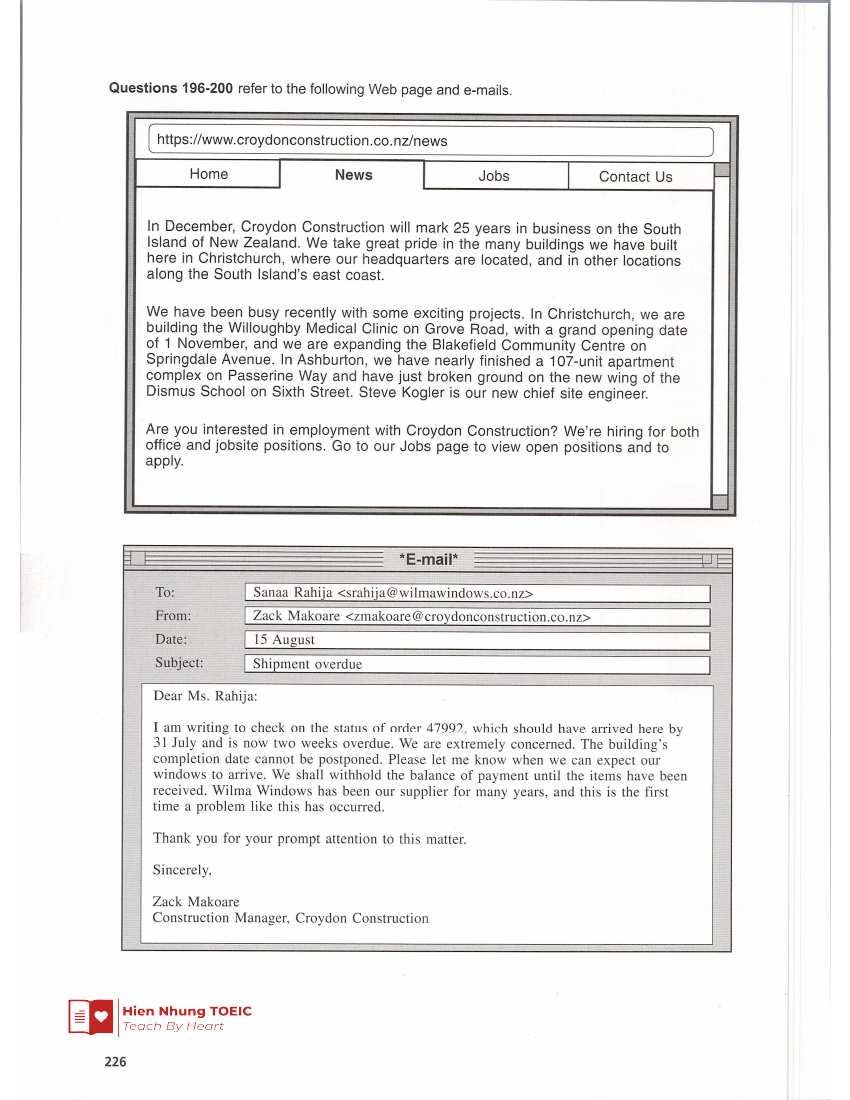 Questions 196-200 refer to the following Web page and e-mails.
https://www.croydonconstruction.co.nz/news
Home News Jobs Contact Us
In December, Croydon Construction will mark 25 years in business on the South
Island of New Zealand. We take great pride in the many buildings we have built
here in Christchurch, where our headquarters are located, and in other locations
along the South Island's east coast.
We have been busy recently with some exciting projects. In Christchurch, we are
building the Willoughby Medical Clinic on Grove Road, with a grand opening date
of 1 November, and we are expanding the Blakefield Community Centre on
Springdale Avenue. In Ashburton, we have nearly finished a 107-unit apartment
complex on Passerine Way and have just broken ground on the new wing of the
Dismus School on Sixth Street. Steve Kogler is our new chief site engineer.
Are you interested in employment with Croydon Construction? We're hiring for both
office and jobsite positions. Go to our Jobs page to view open positions and to
apply.
*E-mail*
To: Sanaa Rahija <srahija@wilmawindows.co.nz>
From: Zack Makoare <zmakoare@croydonconstruction.co.nz>
Date: 15 August
Subject: Shipment overdue
Dear Ms. Rahija:
I am writing to check on the status of order 47992, which should have arrived here by
31 July and is now two weeks overdue. We are extremely concerned. The building's
completion date cannot be postponed. Please let me know when we can expect our
windows to arrive. We shall withhold the balance of payment until the items have been
received. Wilma Windows has been our supplier for many years, and this is the first
time a problem like this has occurred.
Thank you for your prompt attention to this matter.
Sincerely,
Zack Makoare
Construction Manager, Croydon Construction
Hien Nhung TOEIC
Teach By Heart
226